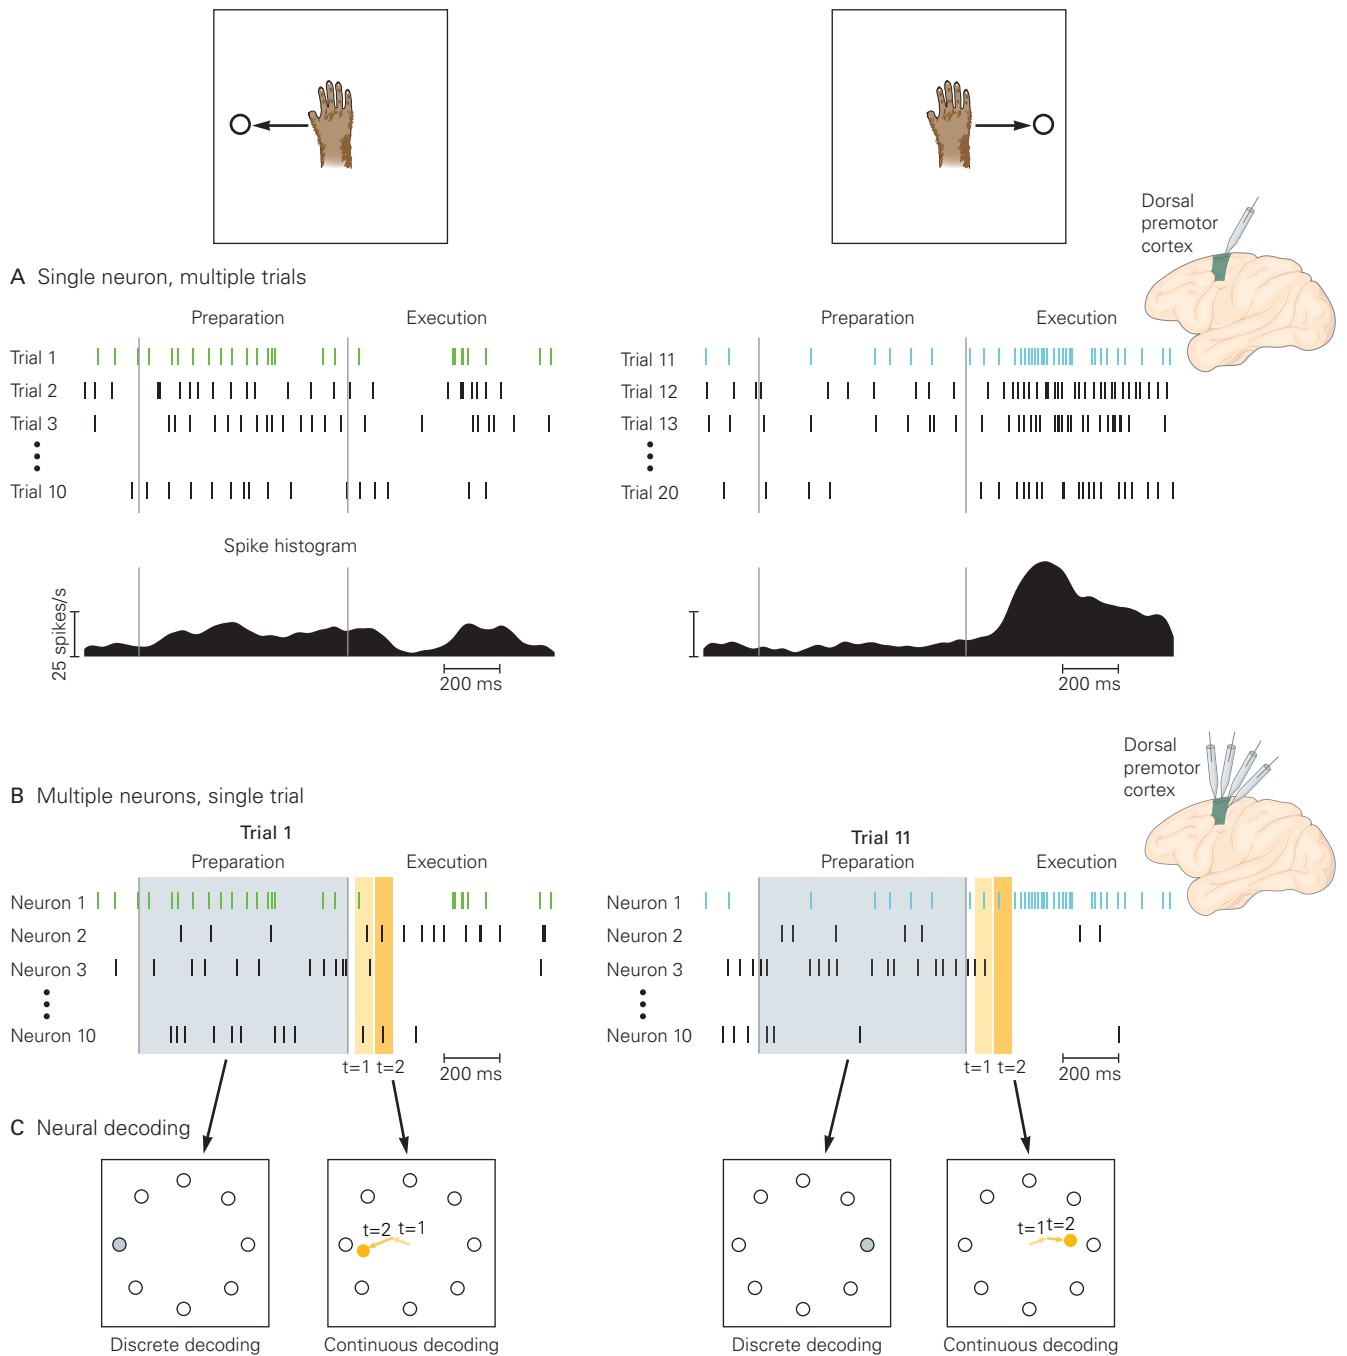 Dorsal
premotor
cortex
A Single neuron, multiple trials
Preparation
Execution
Preparation
Execution
Trial 1
Trial 2
Trial 3
Trial 10
Trial 11
Trial 12
Trial 13
Trial 20
Spike histogram
25 spikes/s
200 ms
200 ms
Dorsal
premotor
cortex
B Multiple neurons, single trial
Trial 1
Preparation
Execution
Trial 11
Preparation
Execution
Neuron 1
Neuron 2
Neuron 3
Neuron 10
t=1 t=2
200 ms
Neuron 1
Neuron 2
Neuron 3
Neuron 10
t=1 t=2
200 ms
C Neural decoding
t=2 t=1
t=1 t=2
Discrete decoding
Continuous decoding
Discrete decoding
Continuous decoding